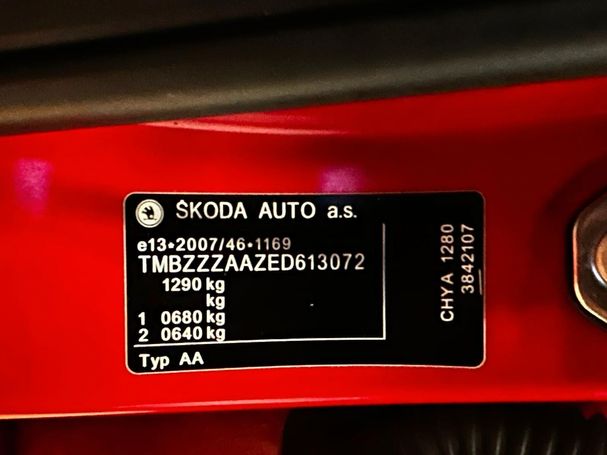 ŠKODA AUTO a.s.
e13•2007/46•1169
TMBZZZAAZED613072
1290 kg
kg
1 0680 kg
2 0640 kg
Typ AA
CHYA 1280
3842107